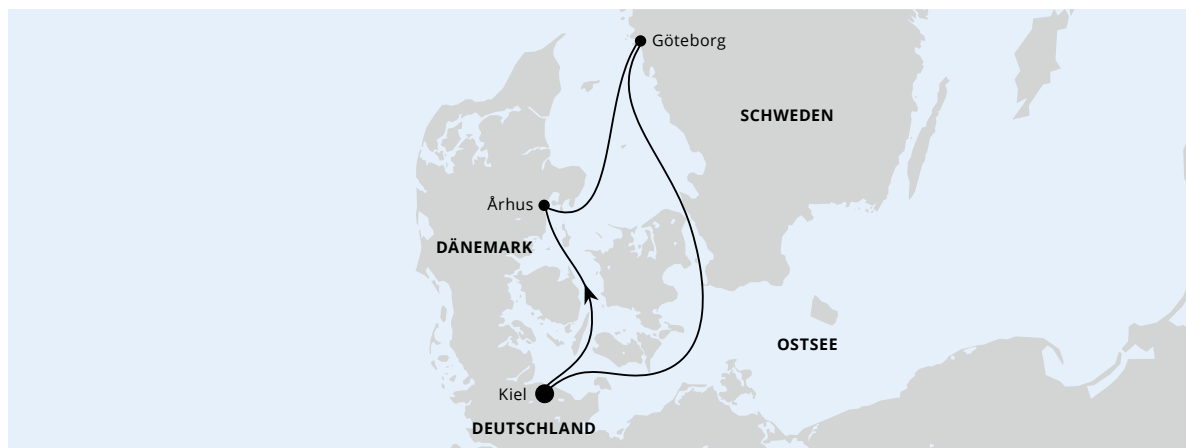 Göteborg
SCHWEDEN
Århus
DÄNEMARK
OSTSEE
Kiel
DEUTSCHLAND